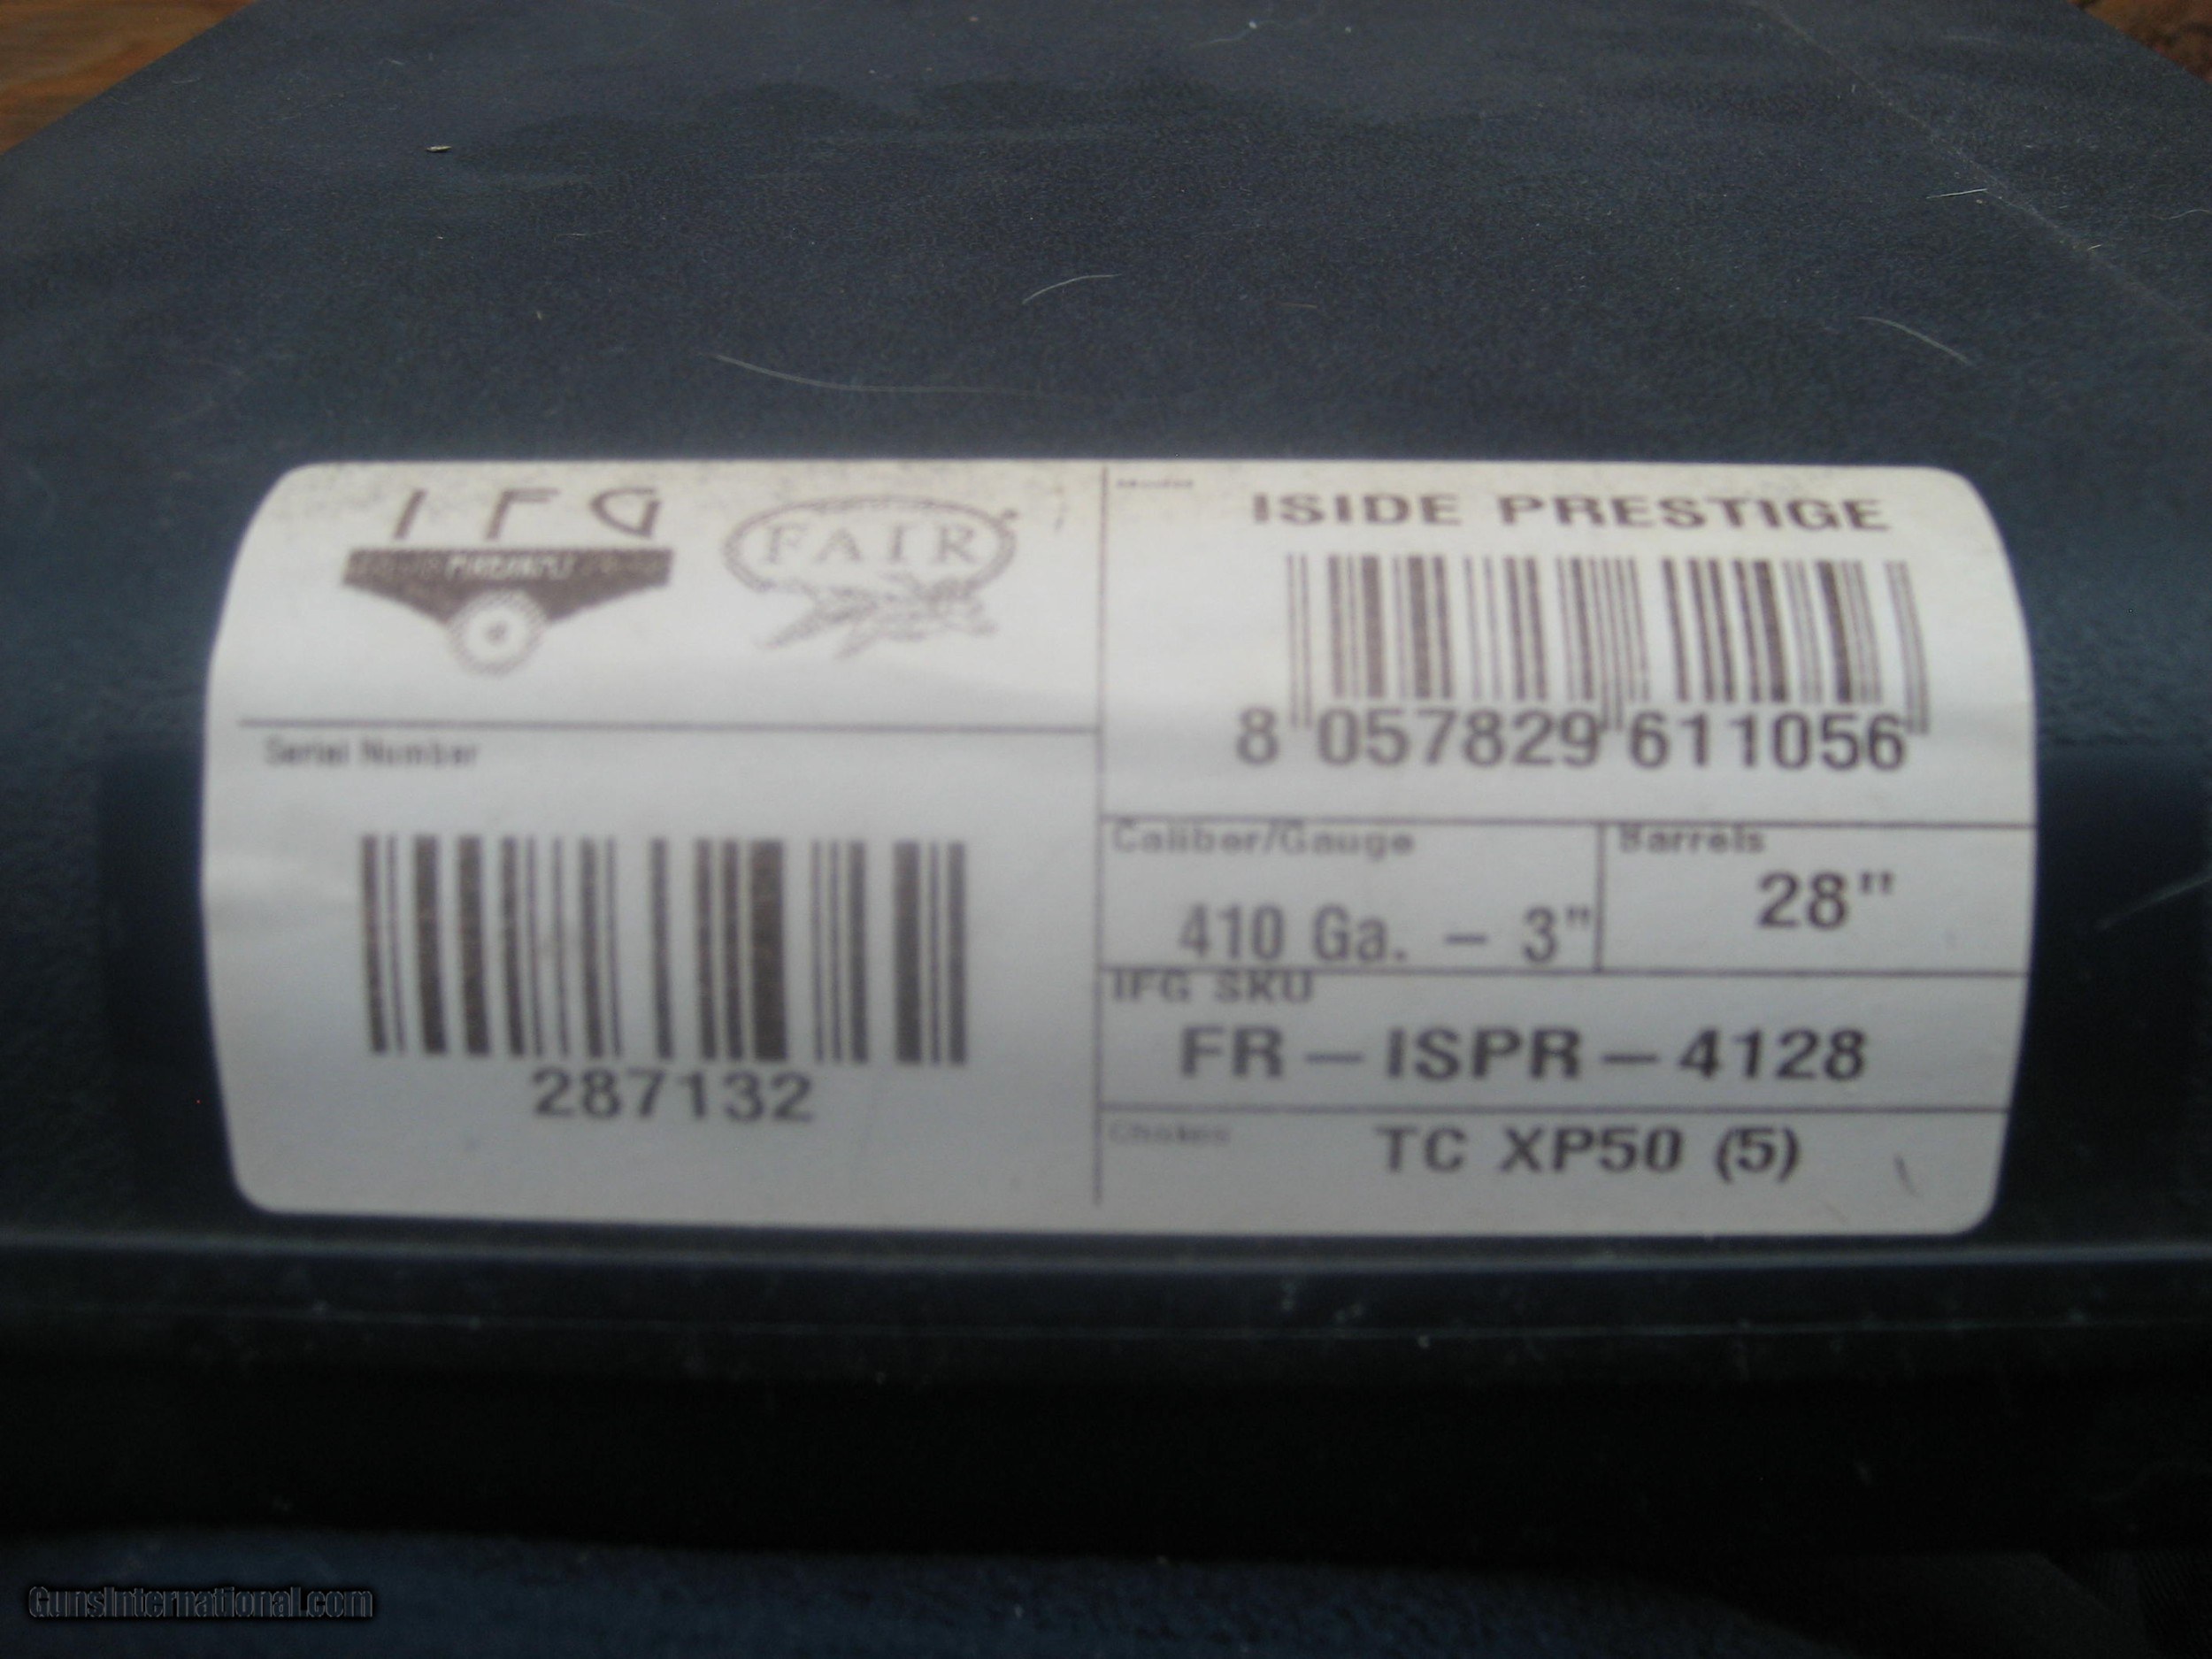 IFG
FAIR
Serial Number
287132
Model
ISIDE PRESTIGE
8 057829 611056
Caliber/Gauge
410 Ga. - 3"
Barrels
28"
IFG SKU
FR-ISPR-4128
Chokes
TC XP50 (5)
GunsInternational.com